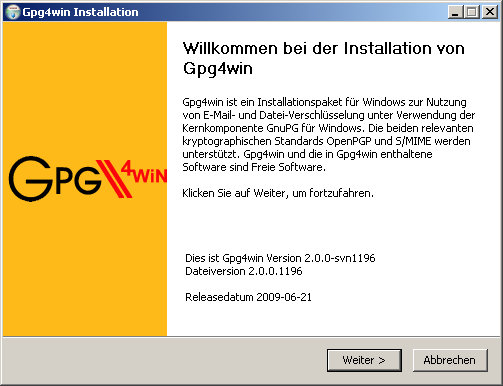 Gpg4win Installation
Willkommen bei der Installation von
Gpg4win
Gpg4win ist ein Installationspaket für Windows zur Nutzung
von E-Mail- und Datei-Verschlüsselung unter Verwendung der
Kernkomponente GnuPG für Windows. Die beiden relevanten
kryptographischen Standards OpenPGP und S/MIME werden
unterstützt. Gpg4win und die in Gpg4win enthaltene
Software sind Freie Software.
Klicken Sie auf Weiter, um fortzufahren.
GPG4WiN
Dies ist Gpg4win Version 2.0.0-svn1196
Dateiversion 2.0.0.1196
Releasedatum 2009-06-21
Weiter >
Abbrechen